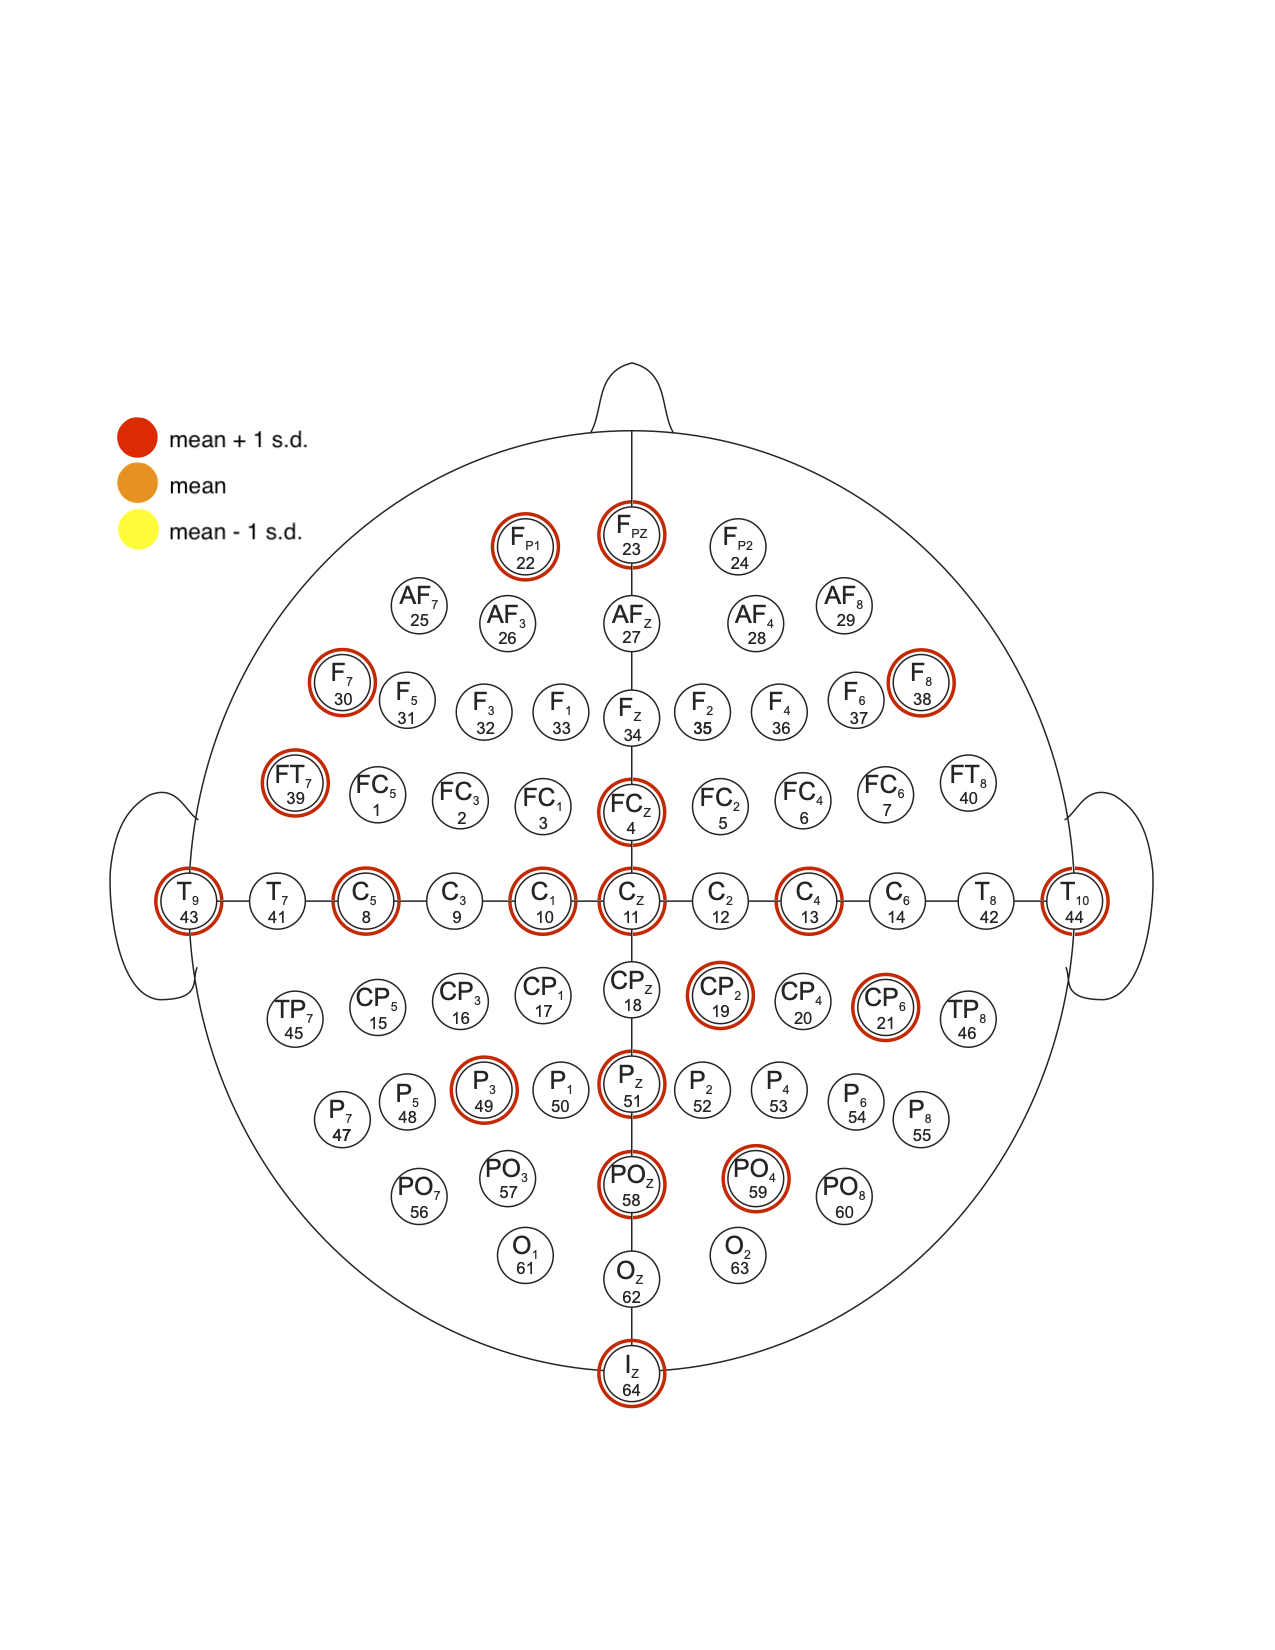 mean + 1 s.d.
mean
mean - 1 s.d.
FP1 FPZ FP2
22 23 24
AF7 AF3 AFZ AF4 AF8
25 26 27 28 29
F7 F5 F3 F1 FZ F2 F4 F6 F8
30 31 32 33 34 35 36 37 38
FT7 FC5 FC3 FC1 FCZ FC2 FC4 FC6 FT8
39 1 2 3 4 5 6 7 40
T9 T7 C5 C3 C1 CZ C2 C4 C6 T8 T10
43 41 8 9 10 11 12 13 14 42 44
TP7 CP5 CP3 CP1 CPZ CP2 CP4 CP6 TP8
45 15 16 17 18 19 20 21 46
P7 P5 P3 P1 PZ P2 P4 P6 P8
47 48 49 50 51 52 53 54 55
PO7 PO3 POZ PO4 PO8
56 57 58 59 60
O1 OZ O2
61 62 63
IZ
64